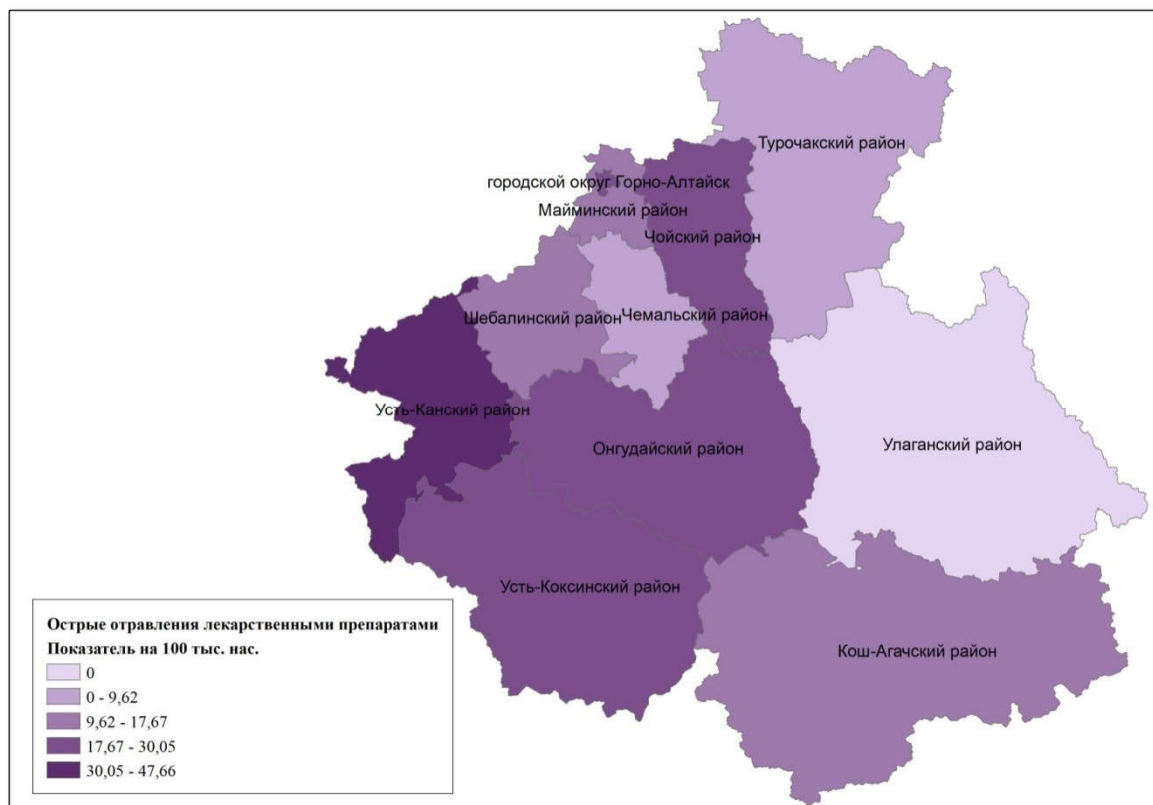 Турочакский район
городской округ Горно-Алтайск
Майминский район
Чойский район
Шебалинский район
Чемальский район
Усть-Канский район
Онгудайский район
Улаганский район
Усть-Коксинский район
Кош-Агачский район
Острые отравления лекарственными препаратами
Показатель на 100 тыс. нас.
0
0 - 9,62
9,62 - 17,67
17,67 - 30,05
30,05 - 47,66